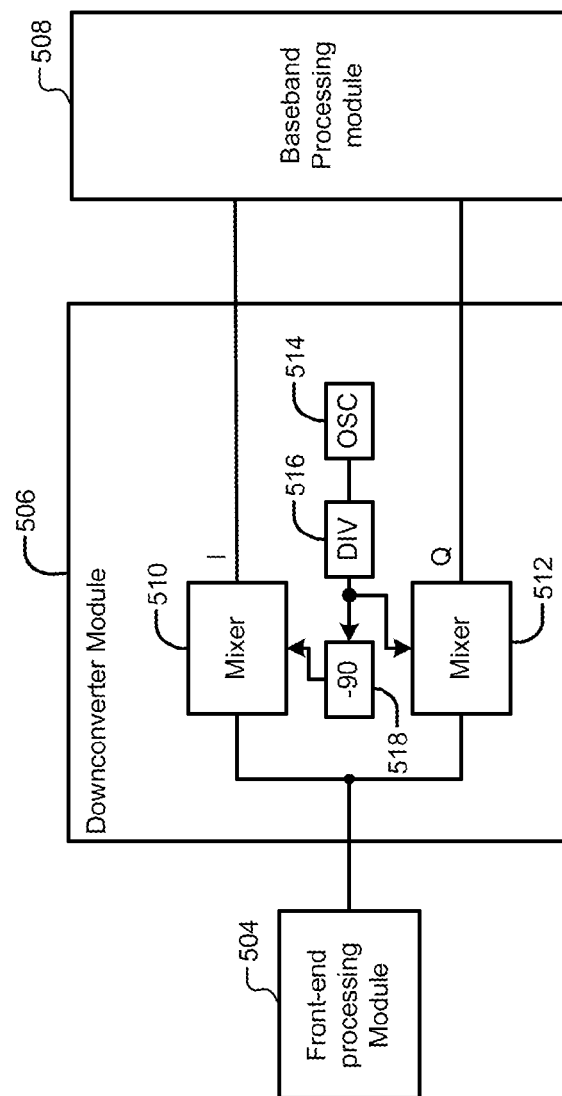 506
508
Downconverter Module
510
Mixer
I
514
516
504
OSC
DIV
Front-end
processing
Module
-90
518
Baseband
Processing
module
Q
Mixer
512